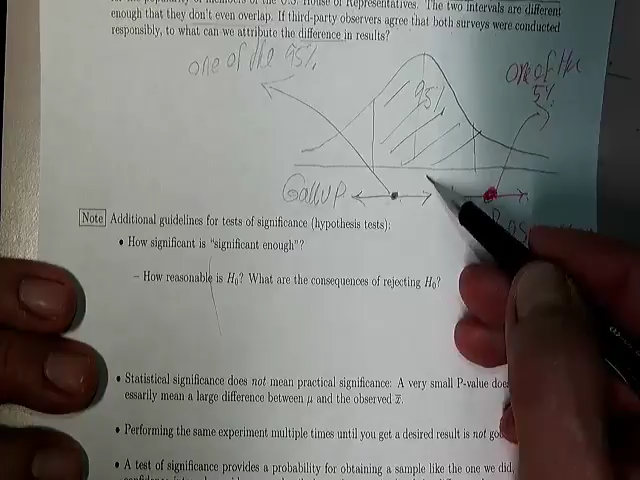 the popularity of members of the U.S. House of Representatives. The two intervals are different
enough that they don't even overlap. If third-party observers agree that both surveys were conducted
responsibly, to what can we attribute the difference in results?
one of the 95%
one of the
5%
95%
Gallup
Note Additional guidelines for tests of significance (hypothesis tests):
• How significant is "significant enough"?
– How reasonable is H₀? What are the consequences of rejecting H₀?
• Statistical significance does not mean practical significance: A very small P-value does
essarily mean a large difference between μ and the observed x̅.
• Performing the same experiment multiple times until you get a desired result is not
• A test of significance provides a probability for obtaining a sample like the one we did,